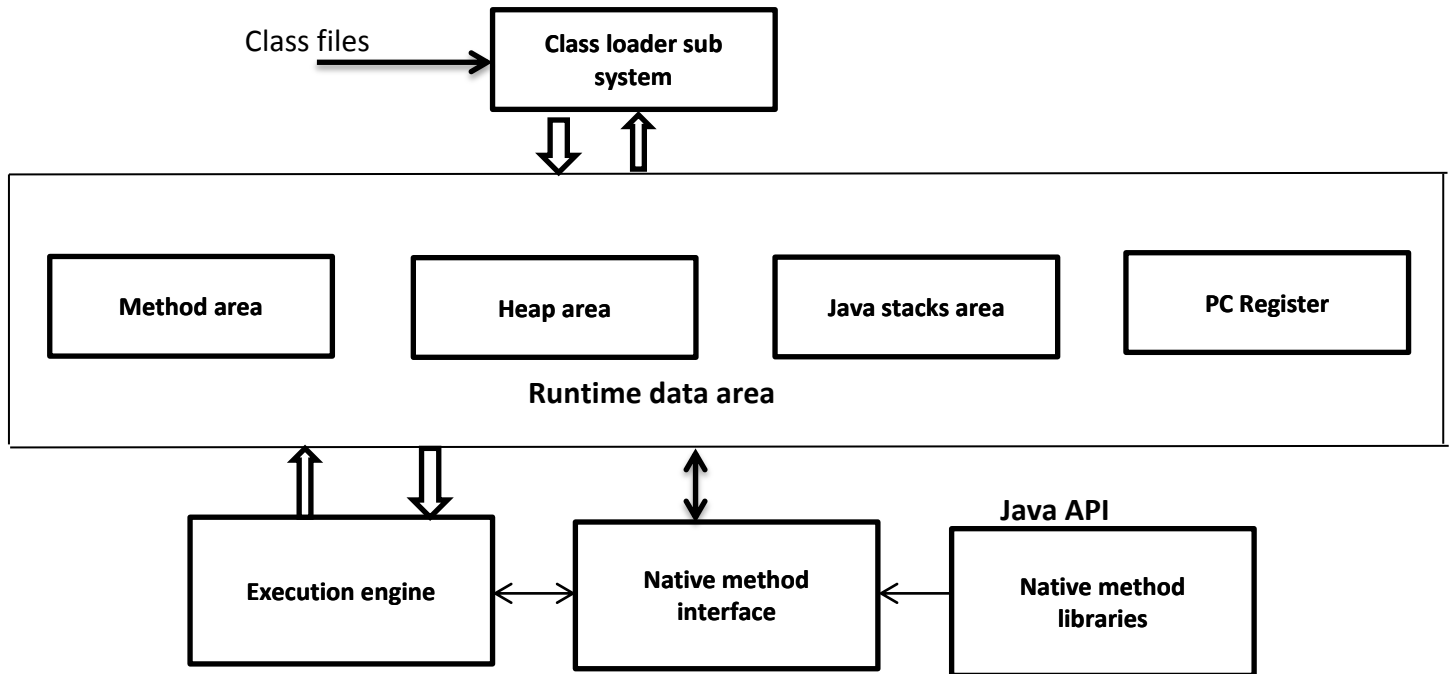 Class files
Class loader sub
system
Method area
Heap area
Java stacks area
PC Register
Runtime data area
Java API
Execution engine
Native method
interface
Native method
libraries